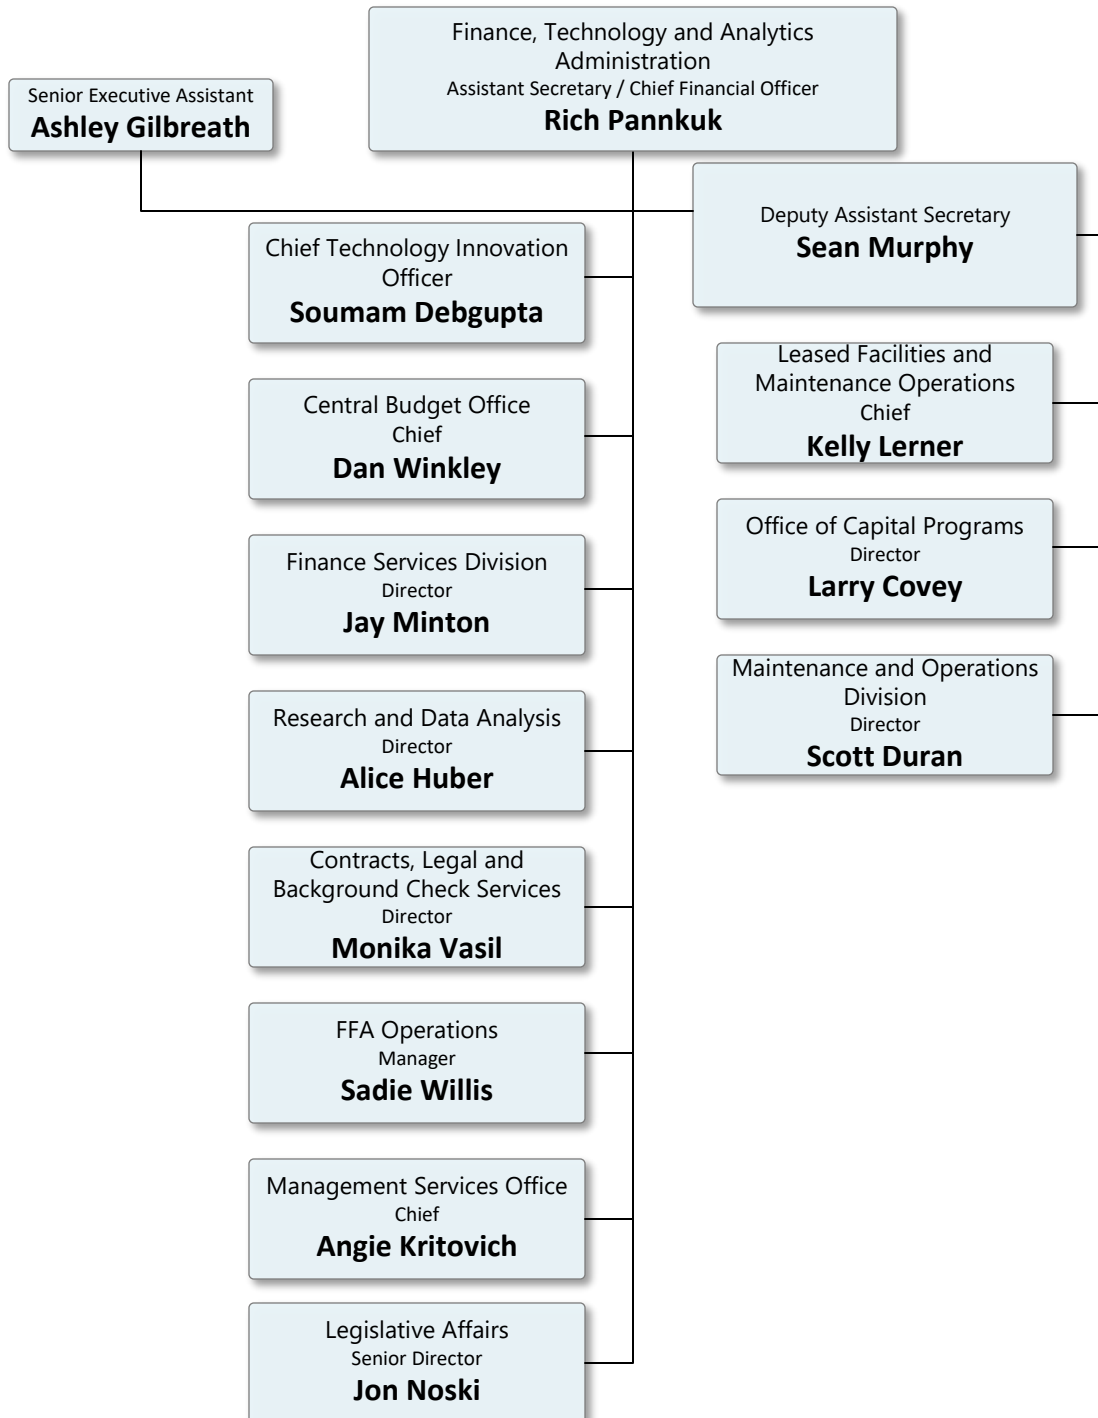 Finance, Technology and Analytics
Administration
Assistant Secretary / Chief Financial Officer
Rich Pannkuk
Senior Executive Assistant
Ashley Gilbreath
Deputy Assistant Secretary
Sean Murphy
Chief Technology Innovation
Officer
Soumam Debgupta
Central Budget Office
Chief
Dan Winkley
Finance Services Division
Director
Jay Minton
Research and Data Analysis
Director
Alice Huber
Contracts, Legal and
Background Check Services
Director
Monika Vasil
FFA Operations
Manager
Sadie Willis
Management Services Office
Chief
Angie Kritovich
Legislative Affairs
Senior Director
Jon Noski
Leased Facilities and
Maintenance Operations
Chief
Kelly Lerner
Office of Capital Programs
Director
Larry Covey
Maintenance and Operations
Division
Director
Scott Duran